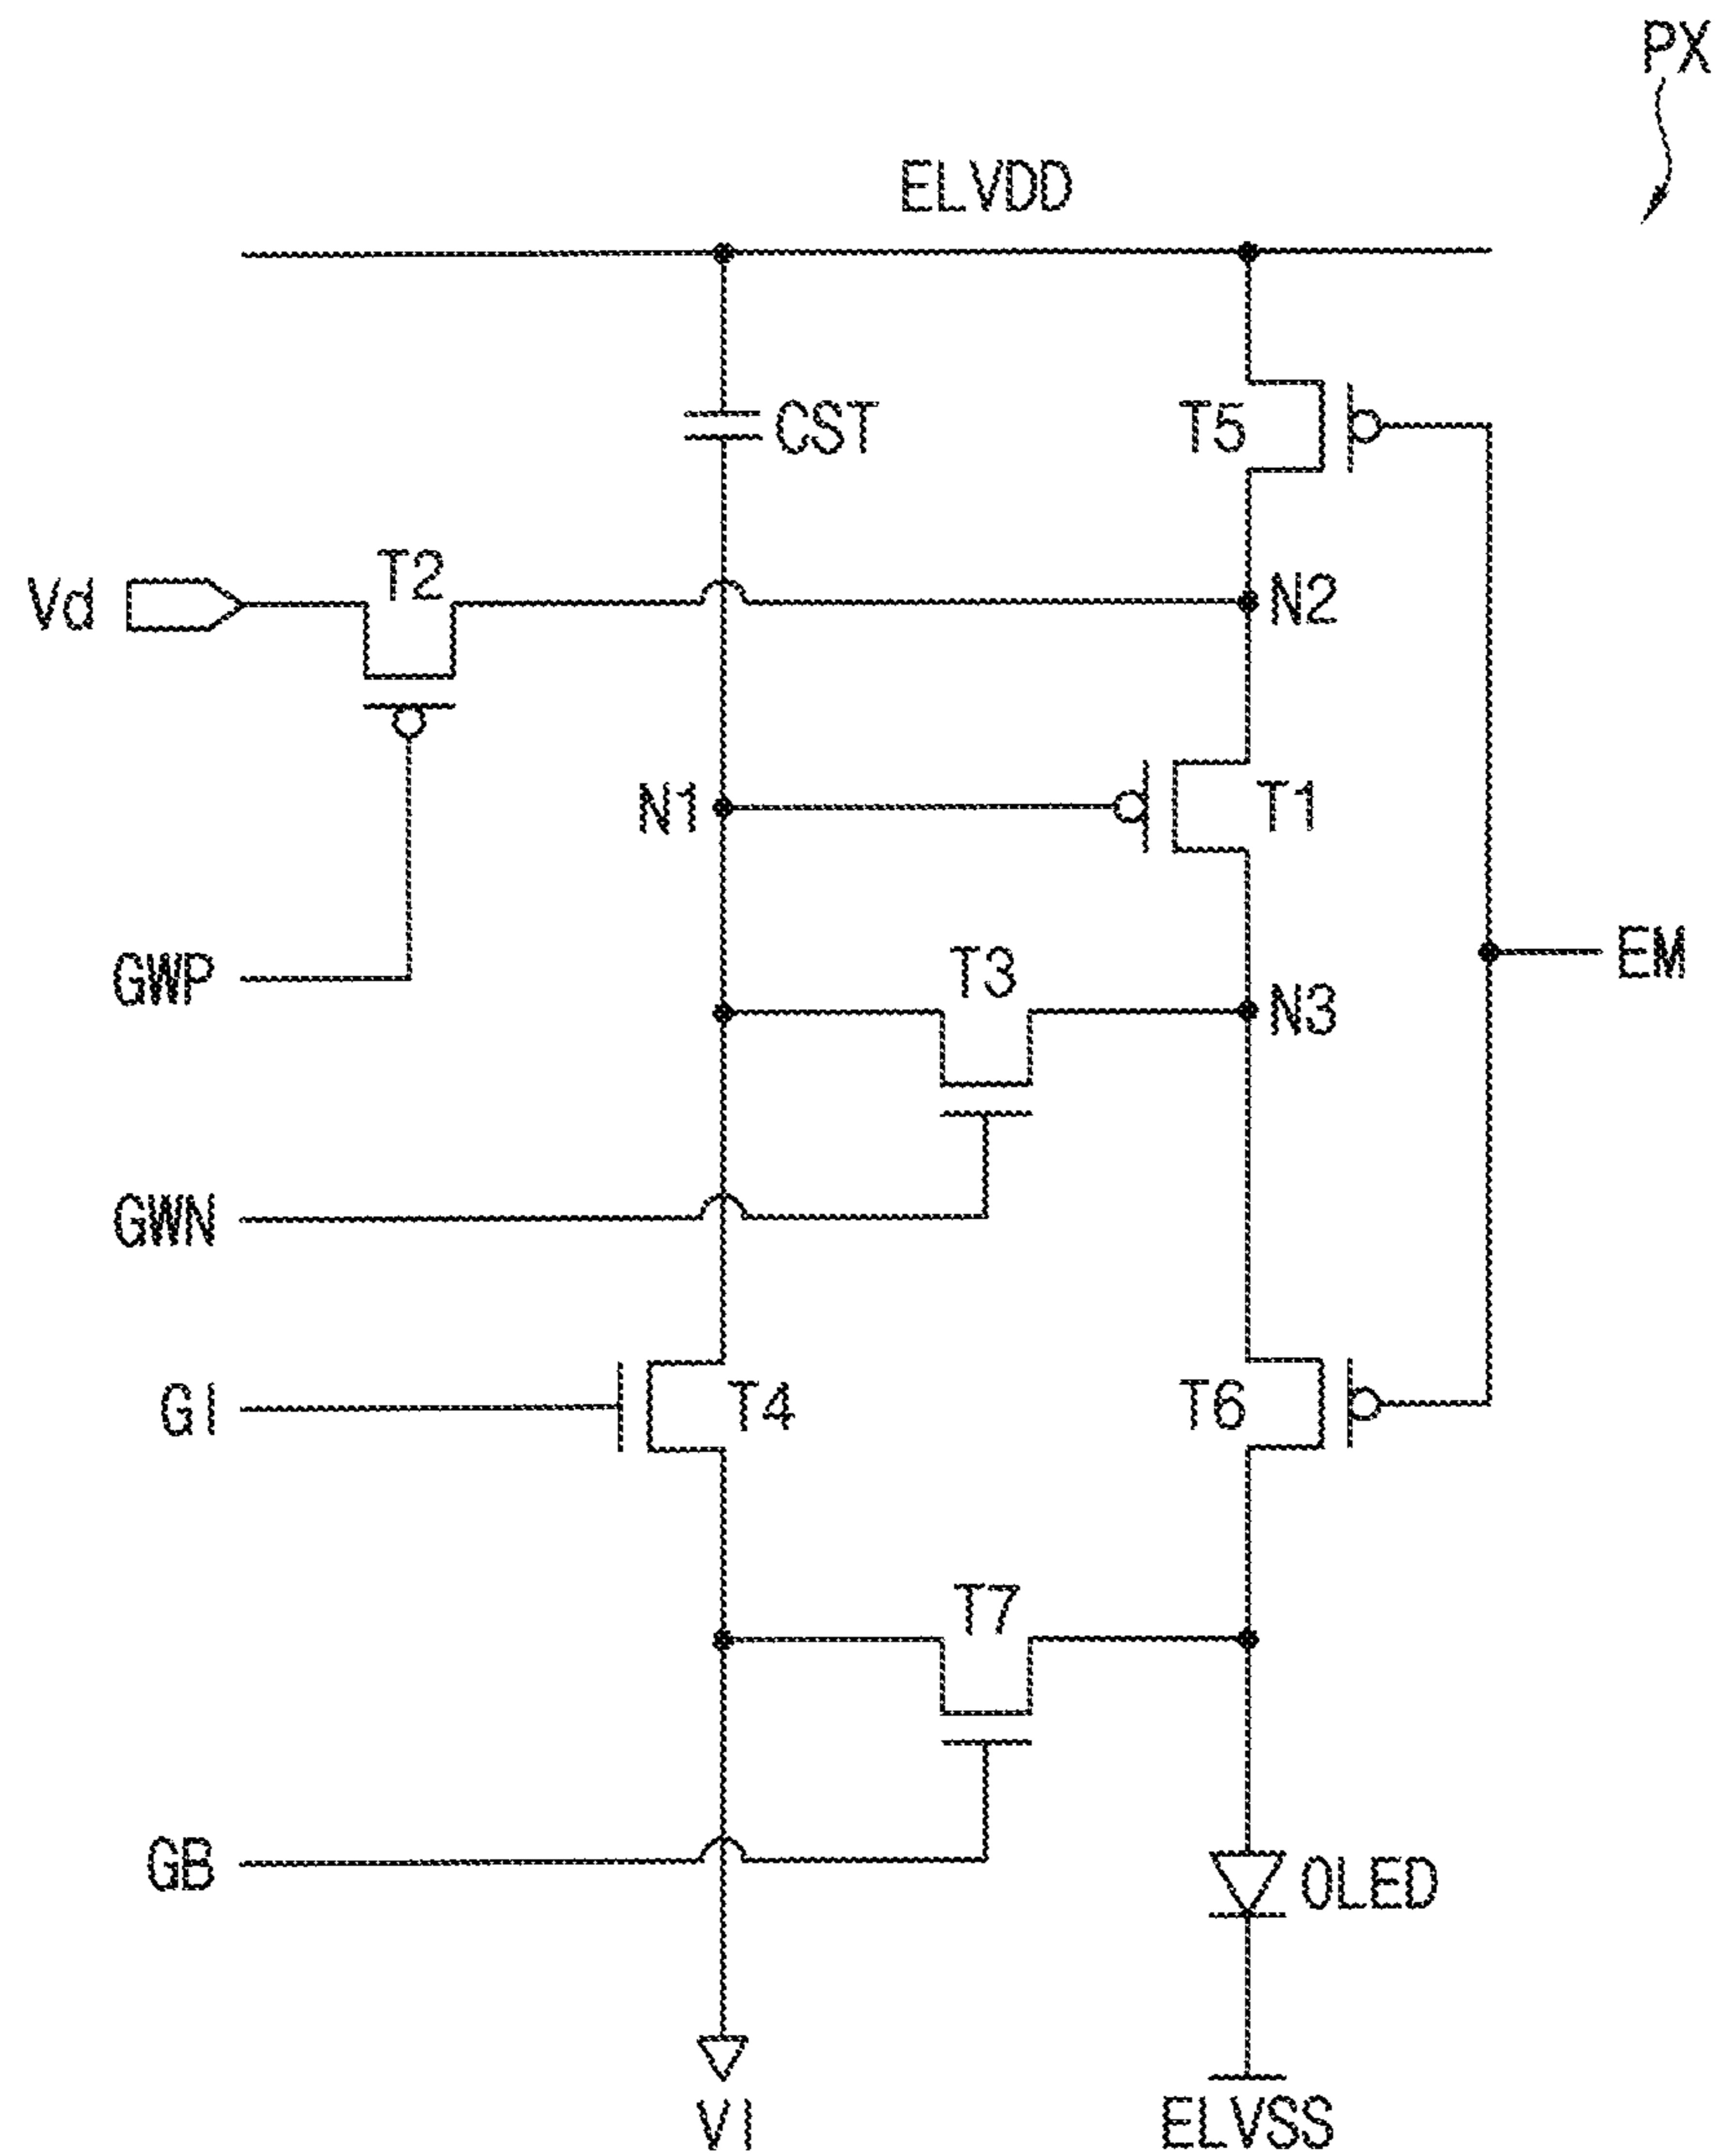 PX
ELVDD
CST
T5
T2
Vd
N2
N1
T1
GWP
T3
EM
N3
GWN
GI
T4
T6
T7
GB
OLED
VI
ELVSS